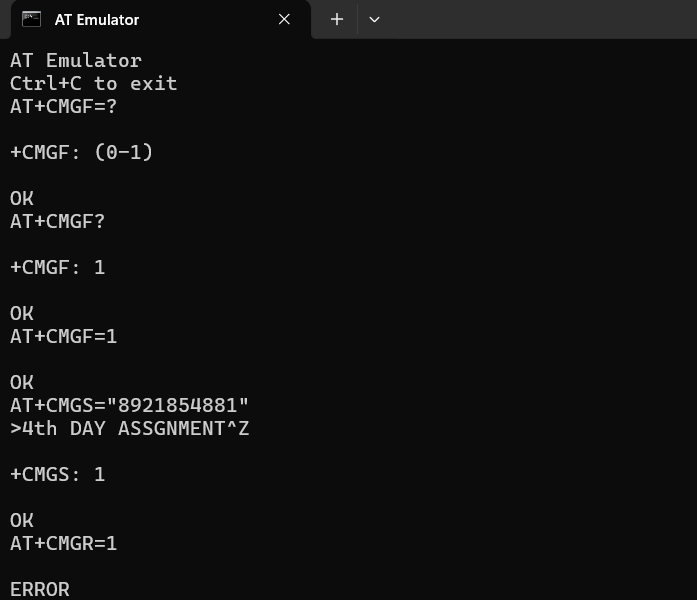 AT Emulator
AT Emulator
Ctrl+C to exit
AT+CMGF=?
+CMGF: (0-1)
OK
AT+CMGF?
+CMGF: 1
OK
AT+CMGF=1
OK
AT+CMGS="8921854881"
>4th DAY ASSGNMENT^Z
+CMGS: 1
OK
AT+CMGR=1
ERROR